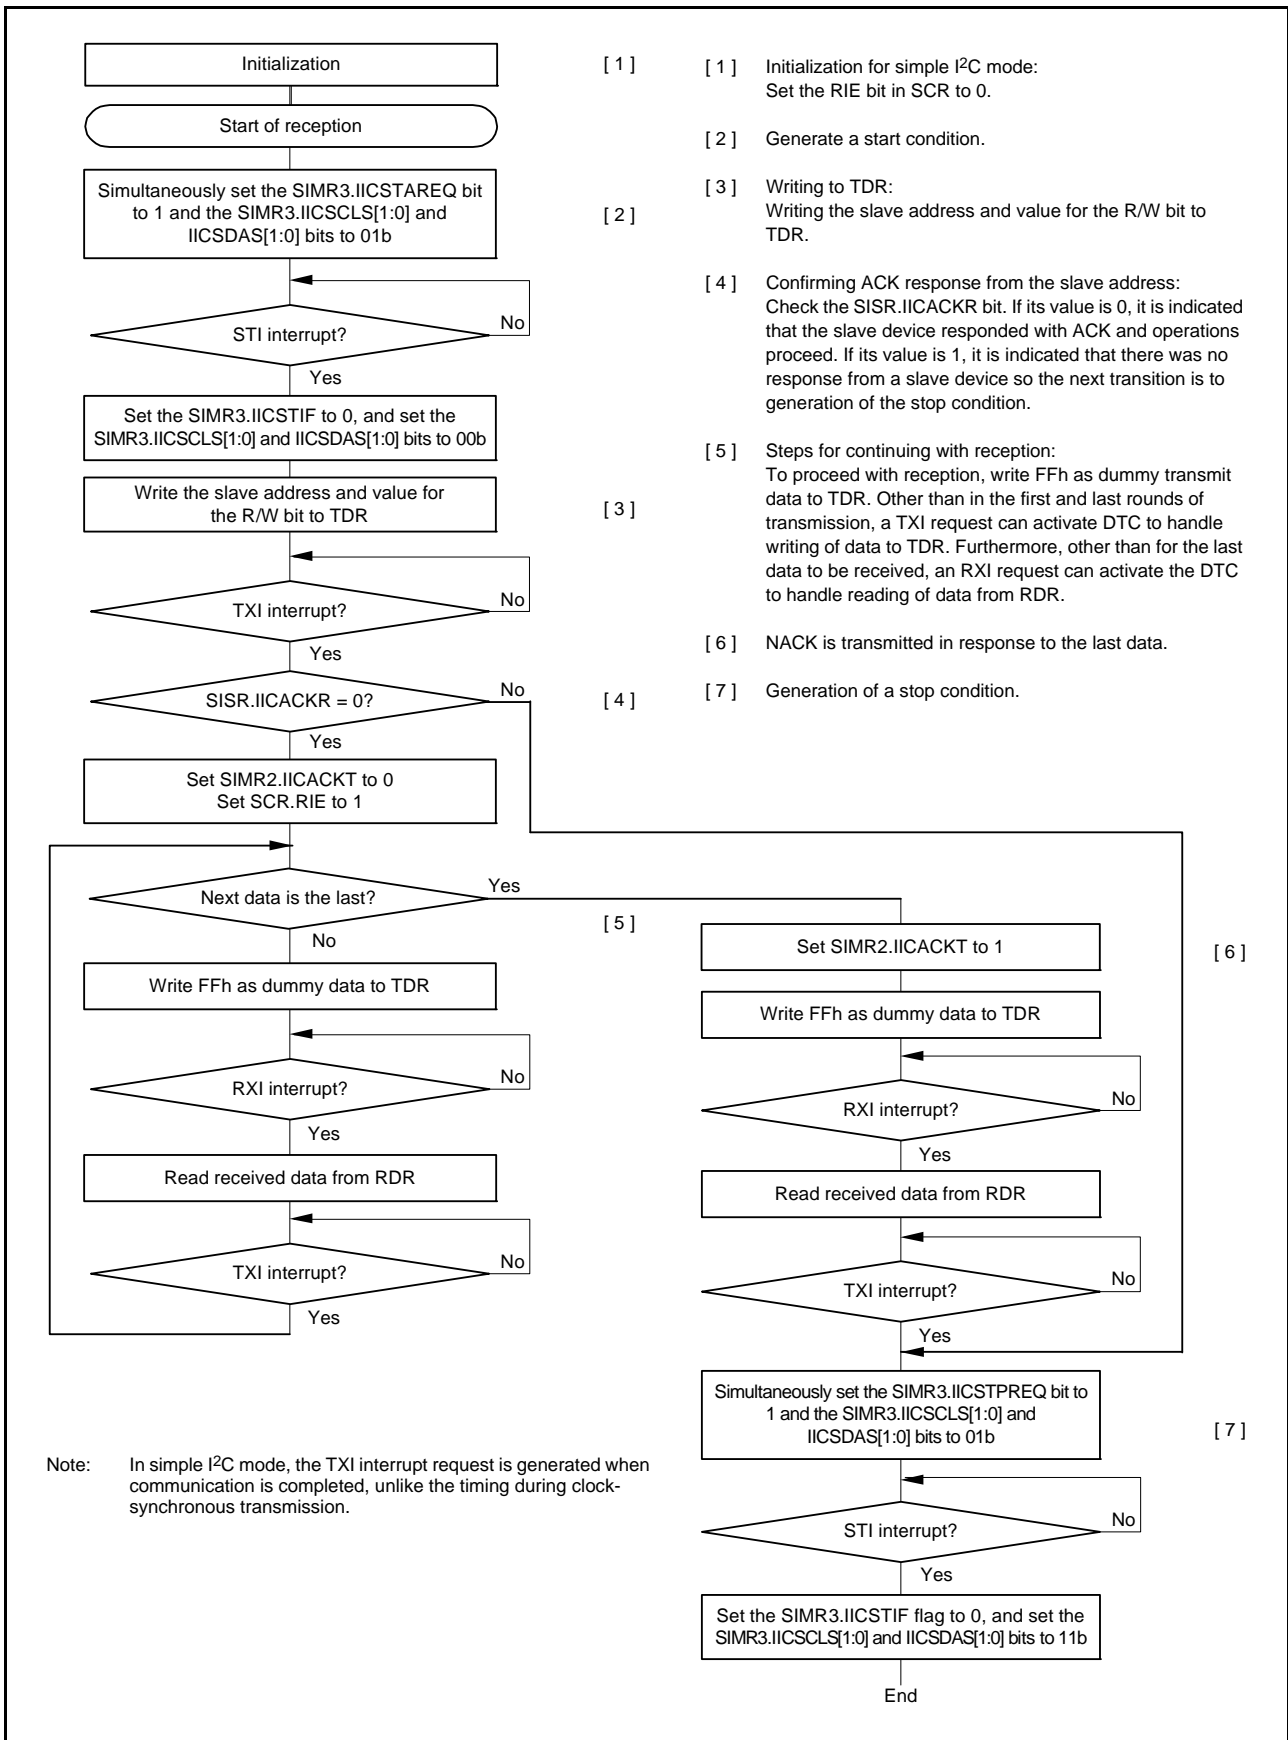 Initialization
[ 1 ]
Start of reception
Simultaneously set the SIMR3.IICSTAREQ bit
to 1 and the SIMR3.IICSCLS[1:0] and
IICSDAS[1:0] bits to 01b
[ 2 ]
STI interrupt?
No
Yes
Set the SIMR3.IICSTIF to 0, and set the
SIMR3.IICSCLS[1:0] and IICSDAS[1:0] bits to 00b
Write the slave address and value for
the R/W bit to TDR
[ 3 ]
TXI interrupt?
No
Yes
SISR.IICACKR = 0?
No
[ 4 ]
Yes
Set SIMR2.IICACKT to 0
Set SCR.RIE to 1
Next data is the last?
Yes
[ 5 ]
No
Write FFh as dummy data to TDR
RXI interrupt?
No
Yes
Read received data from RDR
TXI interrupt?
No
Yes
[ 1 ] Initialization for simple I2C mode:
Set the RIE bit in SCR to 0.
[ 2 ] Generate a start condition.
[ 3 ] Writing to TDR:
Writing the slave address and value for the R/W bit to
TDR.
[ 4 ] Confirming ACK response from the slave address:
Check the SISR.IICACKR bit. If its value is 0, it is indicated
that the slave device responded with ACK and operations
proceed. If its value is 1, it is indicated that there was no
response from a slave device so the next transition is to
generation of the stop condition.
[ 5 ] Steps for continuing with reception:
To proceed with reception, write FFh as dummy transmit
data to TDR. Other than in the first and last rounds of
transmission, a TXI request can activate DTC to handle
writing of data to TDR. Furthermore, other than for the last
data to be received, an RXI request can activate the DTC
to handle reading of data from RDR.
[ 6 ] NACK is transmitted in response to the last data.
[ 7 ] Generation of a stop condition.
Set SIMR2.IICACKT to 1
[ 6 ]
Write FFh as dummy data to TDR
RXI interrupt?
No
Yes
Read received data from RDR
TXI interrupt?
No
Yes
Simultaneously set the SIMR3.IICSTPREQ bit to
1 and the SIMR3.IICSCLS[1:0] and
IICSDAS[1:0] bits to 01b
[ 7 ]
STI interrupt?
No
Yes
Set the SIMR3.IICSTIF flag to 0, and set the
SIMR3.IICSCLS[1:0] and IICSDAS[1:0] bits to 11b
End
Note: In simple I2C mode, the TXI interrupt request is generated when
communication is completed, unlike the timing during clock-
synchronous transmission.